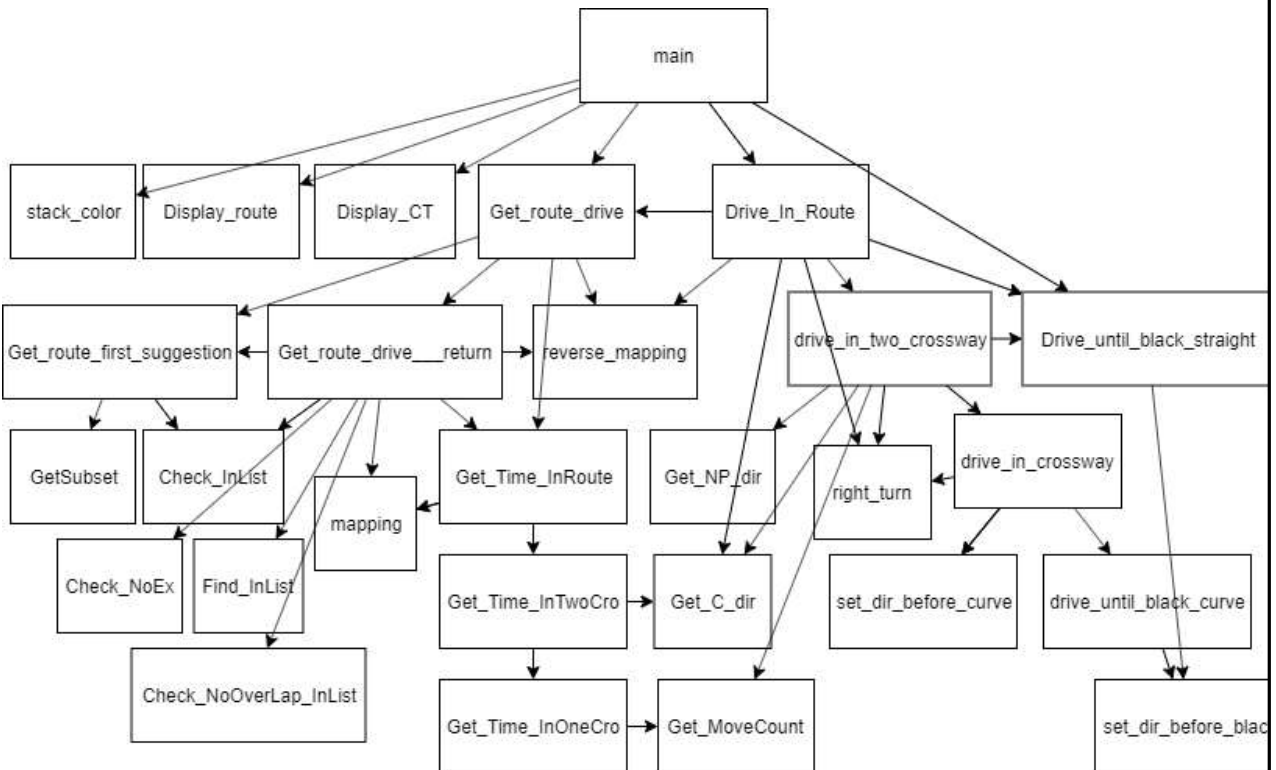 main
stack_color
Display_route
Display_CT
Get_route_drive
Drive_In_Route
Get_route_first_suggestion
Get_route_drive___return
reverse_mapping
drive_in_two_crossway
Drive_until_black_straight
GetSubset
Check_InList
mapping
Get_Time_InRoute
Get_NP_dir
right_turn
drive_in_crossway
Check_NoEx
Find_InList
Get_Time_InTwoCro
Get_C_dir
set_dir_before_curve
drive_until_black_curve
Check_NoOverLap_InList
Get_Time_InOneCro
Get_MoveCount
set_dir_before_blac